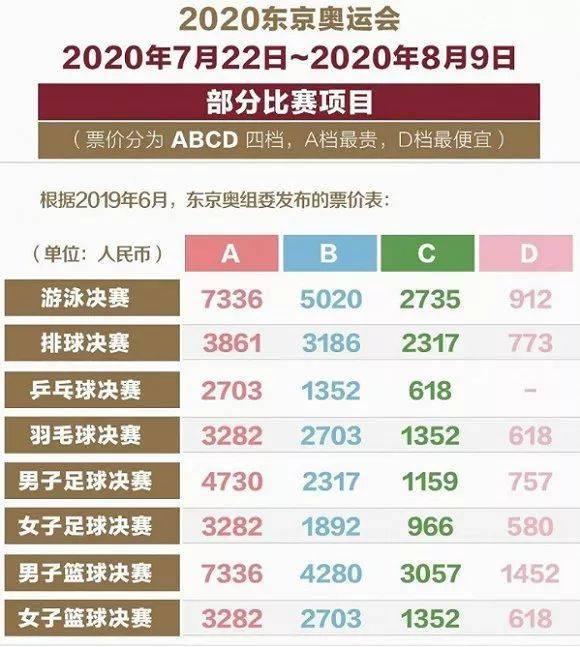 2020东京奥运会
2020年7月22日~2020年8月9日
部分比赛项目
(票价分为 ABCD 四档，A档最贵，D档最便宜)
根据2019年6月，东京奥组委发布的票价表：
(单位：人民币) A B C D
游泳决赛 7336 5020 2735 912
排球决赛 3861 3186 2317 773
乒乓球决赛 2703 1352 618 -
羽毛球决赛 3282 2703 1352 618
男子足球决赛 4730 2317 1159 757
女子足球决赛 3282 1892 966 580
男子篮球决赛 7336 4280 3057 1452
女子篮球决赛 3282 2703 1352 618